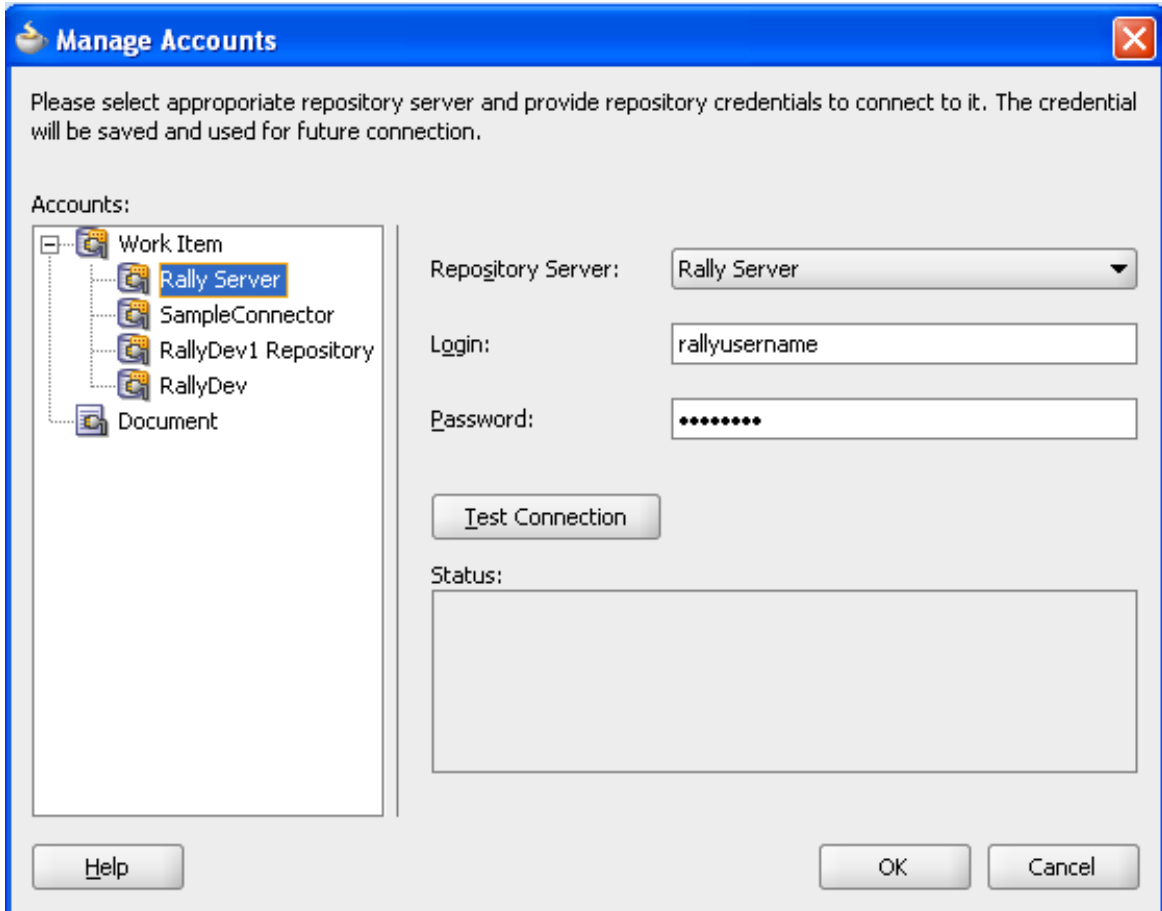 Manage Accounts
Please select approporiate repository server and provide repository credentials to connect to it. The credential
will be saved and used for future connection.
Accounts:
Work Item
Rally Server
SampleConnector
RallyDev1 Repository
RallyDev
Document
Repository Server:
Rally Server
Login:
rallyusername
Password:
••••••••
Test Connection
Status:
Help
OK
Cancel